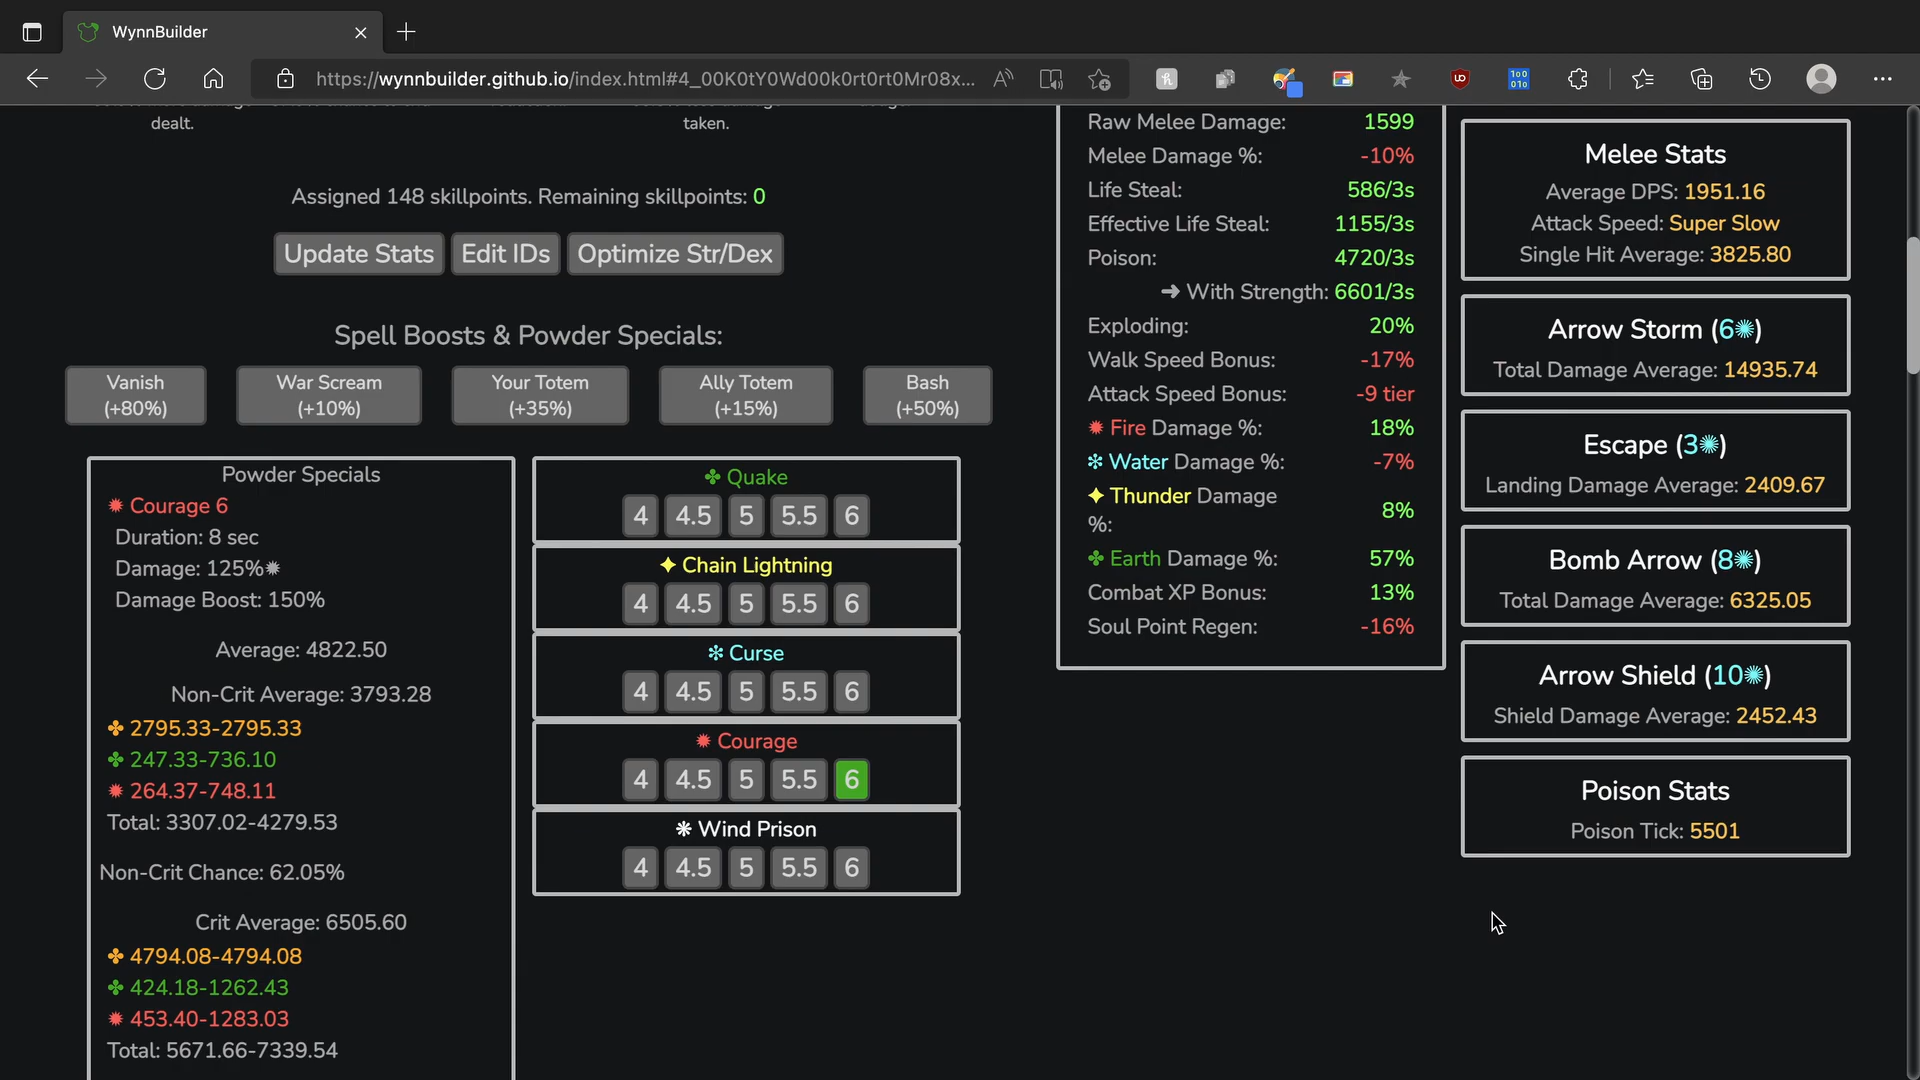 WynnBuilder
https://wynnbuilder.github.io/index.html#4_00K0tY0Wd00k0rt0rt0Mr08x...
dealt.
taken.
Assigned 148 skillpoints. Remaining skillpoints: 0
Update Stats
Edit IDs
Optimize Str/Dex
Spell Boosts & Powder Specials:
Vanish
(+80%)
War Scream
(+10%)
Your Totem
(+35%)
Ally Totem
(+15%)
Bash
(+50%)
Powder Specials
✹ Courage 6
Duration: 8 sec
Damage: 125%✹
Damage Boost: 150%
Average: 4822.50
Non-Crit Average: 3793.28
✤ 2795.33-2795.33
✤ 247.33-736.10
✹ 264.37-748.11
Total: 3307.02-4279.53
Non-Crit Chance: 62.05%
Crit Average: 6505.60
✤ 4794.08-4794.08
✤ 424.18-1262.43
✹ 453.40-1283.03
Total: 5671.66-7339.54
✤ Quake
4 4.5 5 5.5 6
✦ Chain Lightning
4 4.5 5 5.5 6
❉ Curse
4 4.5 5 5.5 6
✹ Courage
4 4.5 5 5.5 6
❋ Wind Prison
4 4.5 5 5.5 6
Raw Melee Damage: 1599
Melee Damage %: -10%
Life Steal: 586/3s
Effective Life Steal: 1155/3s
Poison: 4720/3s
➜ With Strength: 6601/3s
Exploding: 20%
Walk Speed Bonus: -17%
Attack Speed Bonus: -9 tier
✹ Fire Damage %: 18%
❉ Water Damage %: -7%
✦ Thunder Damage
%: 8%
✤ Earth Damage %: 57%
Combat XP Bonus: 13%
Soul Point Regen: -16%
Melee Stats
Average DPS: 1951.16
Attack Speed: Super Slow
Single Hit Average: 3825.80
Arrow Storm (6✺)
Total Damage Average: 14935.74
Escape (3✺)
Landing Damage Average: 2409.67
Bomb Arrow (8✺)
Total Damage Average: 6325.05
Arrow Shield (10✺)
Shield Damage Average: 2452.43
Poison Stats
Poison Tick: 5501